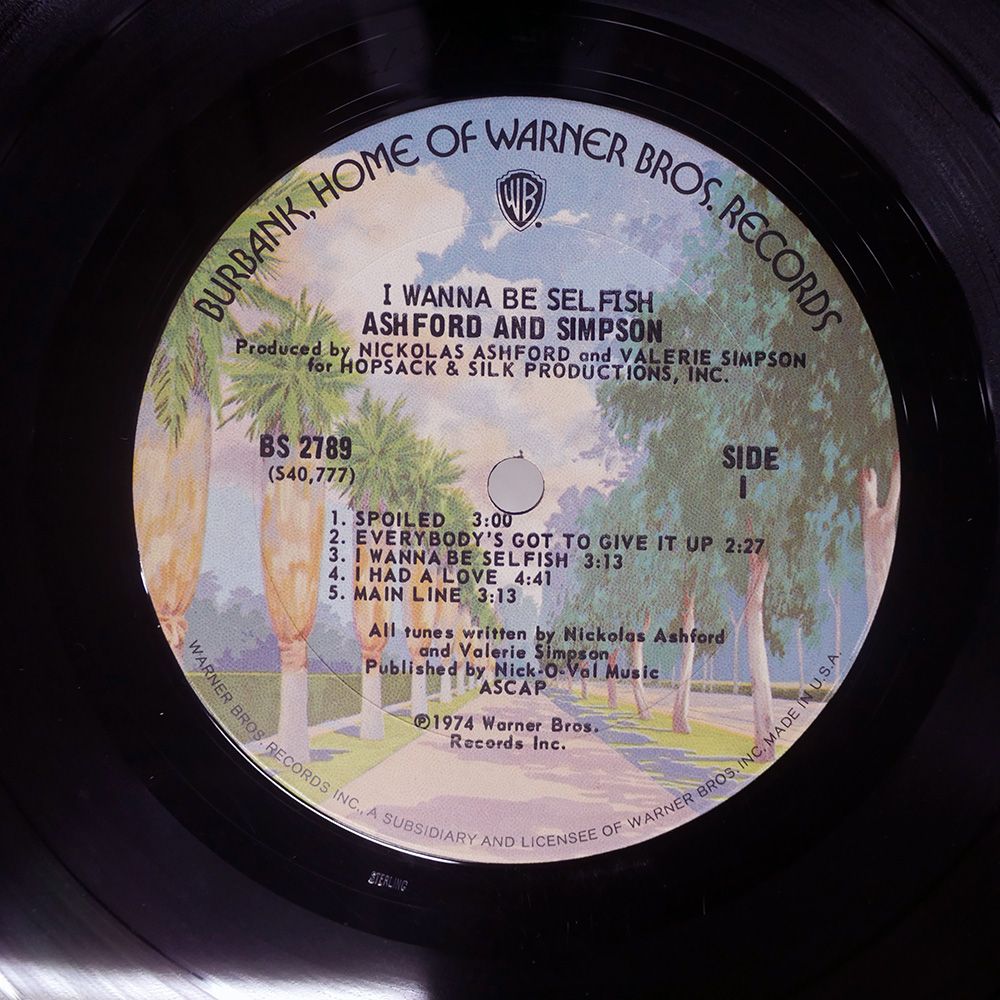 BURBANK, HOME OF WARNER BROS. RECORDS
WB
I WANNA BE SELFISH
ASHFORD AND SIMPSON
Produced by NICKOLAS ASHFORD and VALERIE SIMPSON
for HOPSACK & SILK PRODUCTIONS, INC.
BS 2789
(S40,777)
SIDE
1
1. SPOILED 3:00
2. EVERYBODY'S GOT TO GIVE IT UP 2:27
3. I WANNA BE SELFISH 3:13
4. I HAD A LOVE 4:41
5. MAIN LINE 3:13
All tunes written by Nickolas Ashford
and Valerie Simpson
Published by Nick-O-Val Music
ASCAP
℗1974 Warner Bros.
Records Inc.
WARNER BROS. RECORDS INC., A SUBSIDIARY AND LICENSEE OF WARNER BROS. INC. MADE IN U.S.A.
STERLING